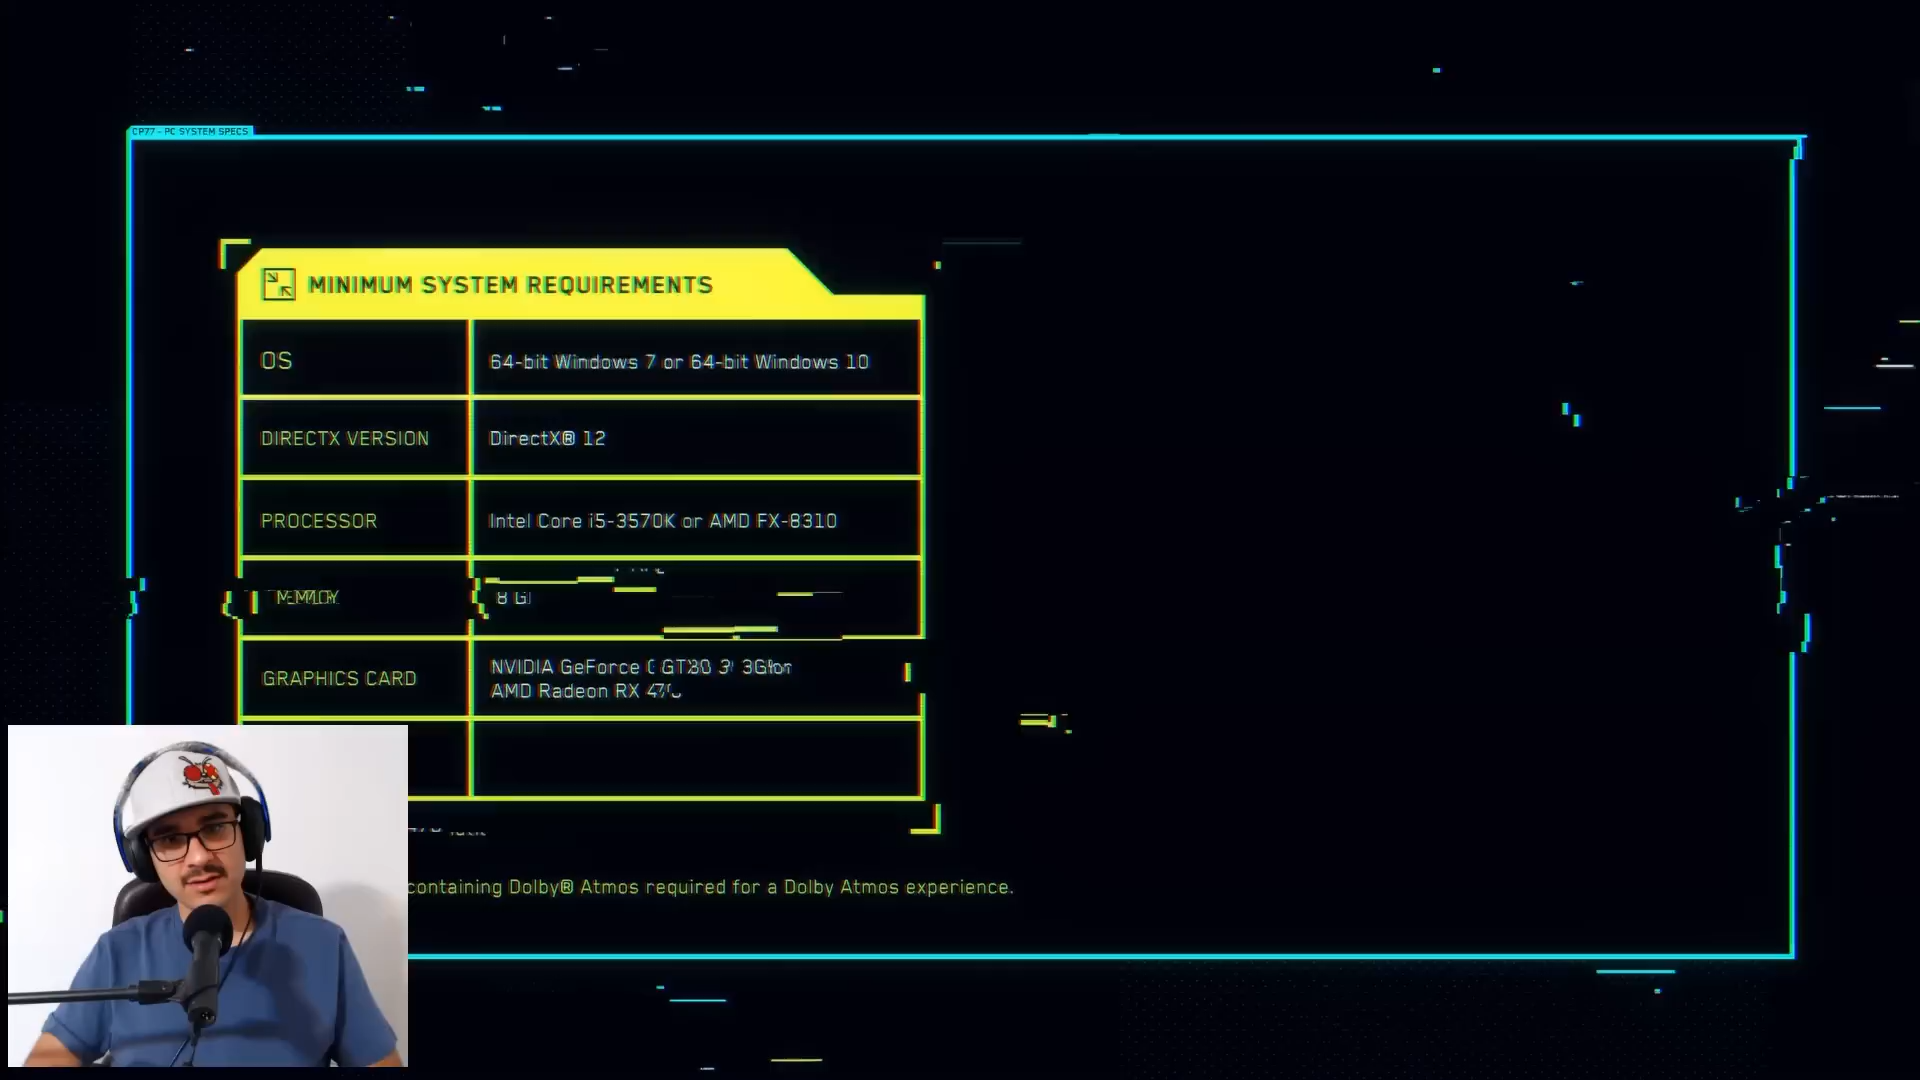 CP77 - PC SYSTEM SPECS
MINIMUM SYSTEM REQUIREMENTS
OS
64-bit Windows 7 or 64-bit Windows 10
DIRECTX VERSION
DirectX® 12
PROCESSOR
Intel Core i5-3570K or AMD FX-8310
8
GRAPHICS CARD
NVIDIA GeForce
AMD Radeon RX
containing Dolby® Atmos required for a Dolby Atmos experience.